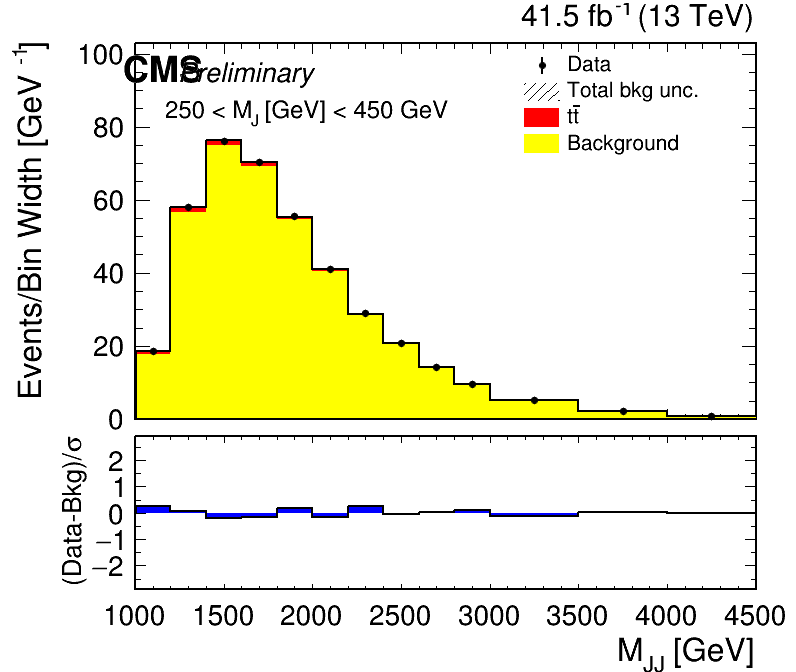 41.5 fb⁻¹ (13 TeV)
CMS Preliminary
250 < M_J [GeV] < 450 GeV
Data
Total bkg unc.
tt̄
Background
Events/Bin Width [GeV⁻¹]
100
80
60
40
20
0
(Data-Bkg)/σ
2
1
0
−1
−2
1000 1500 2000 2500 3000 3500 4000 4500
M_JJ [GeV]